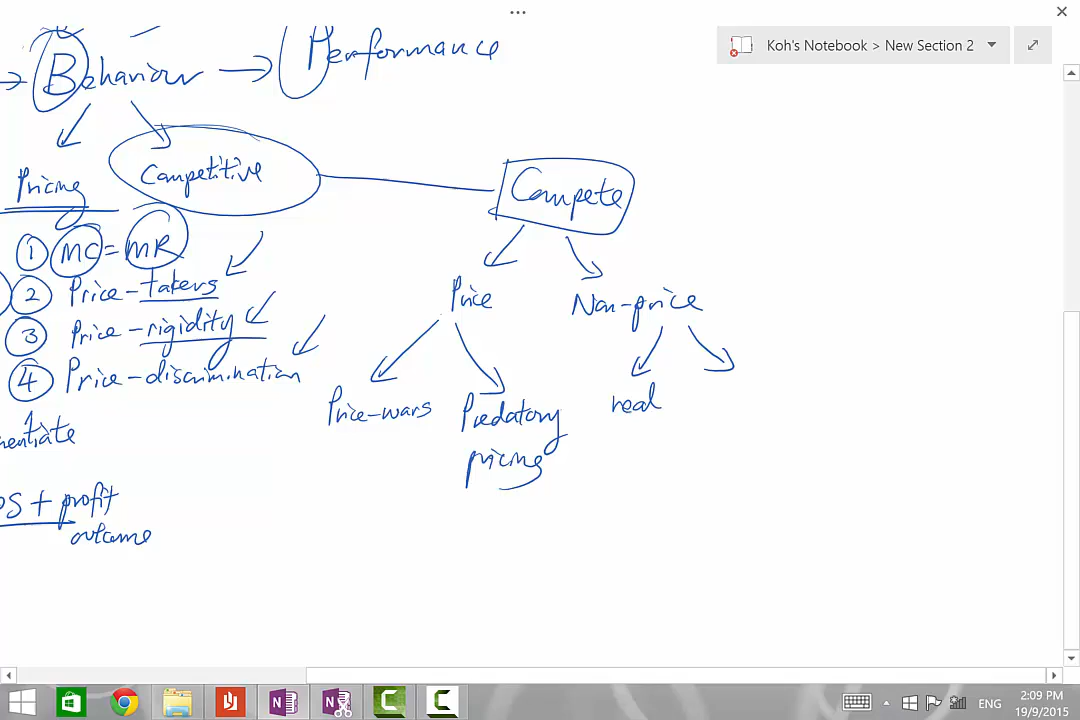 Koh's Notebook > New Section 2
Behaviour → Performance
Pricing
Competitive
Compete
1 MC = MR
2 Price-takers
3 Price-rigidity
4 Price-discrimination
Price
Non-price
Price-wars
Predatory
pricing
real
+ profit
outcome
ENG
2:09 PM
19/9/2015